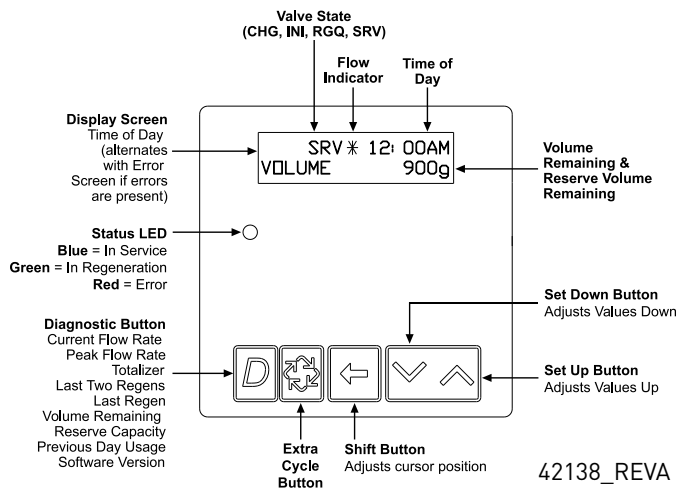 Valve State
(CHG, INI, RGQ, SRV)
Flow
Indicator
Time of
Day
Display Screen
Time of Day
(alternates
with Error
Screen if errors
are present)
SRV * 12: 00AM
VOLUME 900g
Volume
Remaining &
Reserve Volume
Remaining
Status LED
Blue = In Service
Green = In Regeneration
Red = Error
Set Down Button
Adjusts Values Down
Diagnostic Button
Current Flow Rate
Peak Flow Rate
Totalizer
Last Two Regens
Last Regen
Volume Remaining
Reserve Capacity
Previous Day Usage
Software Version
D
Set Up Button
Adjusts Values Up
Extra
Cycle
Button
Shift Button
Adjusts cursor position
42138_REVA